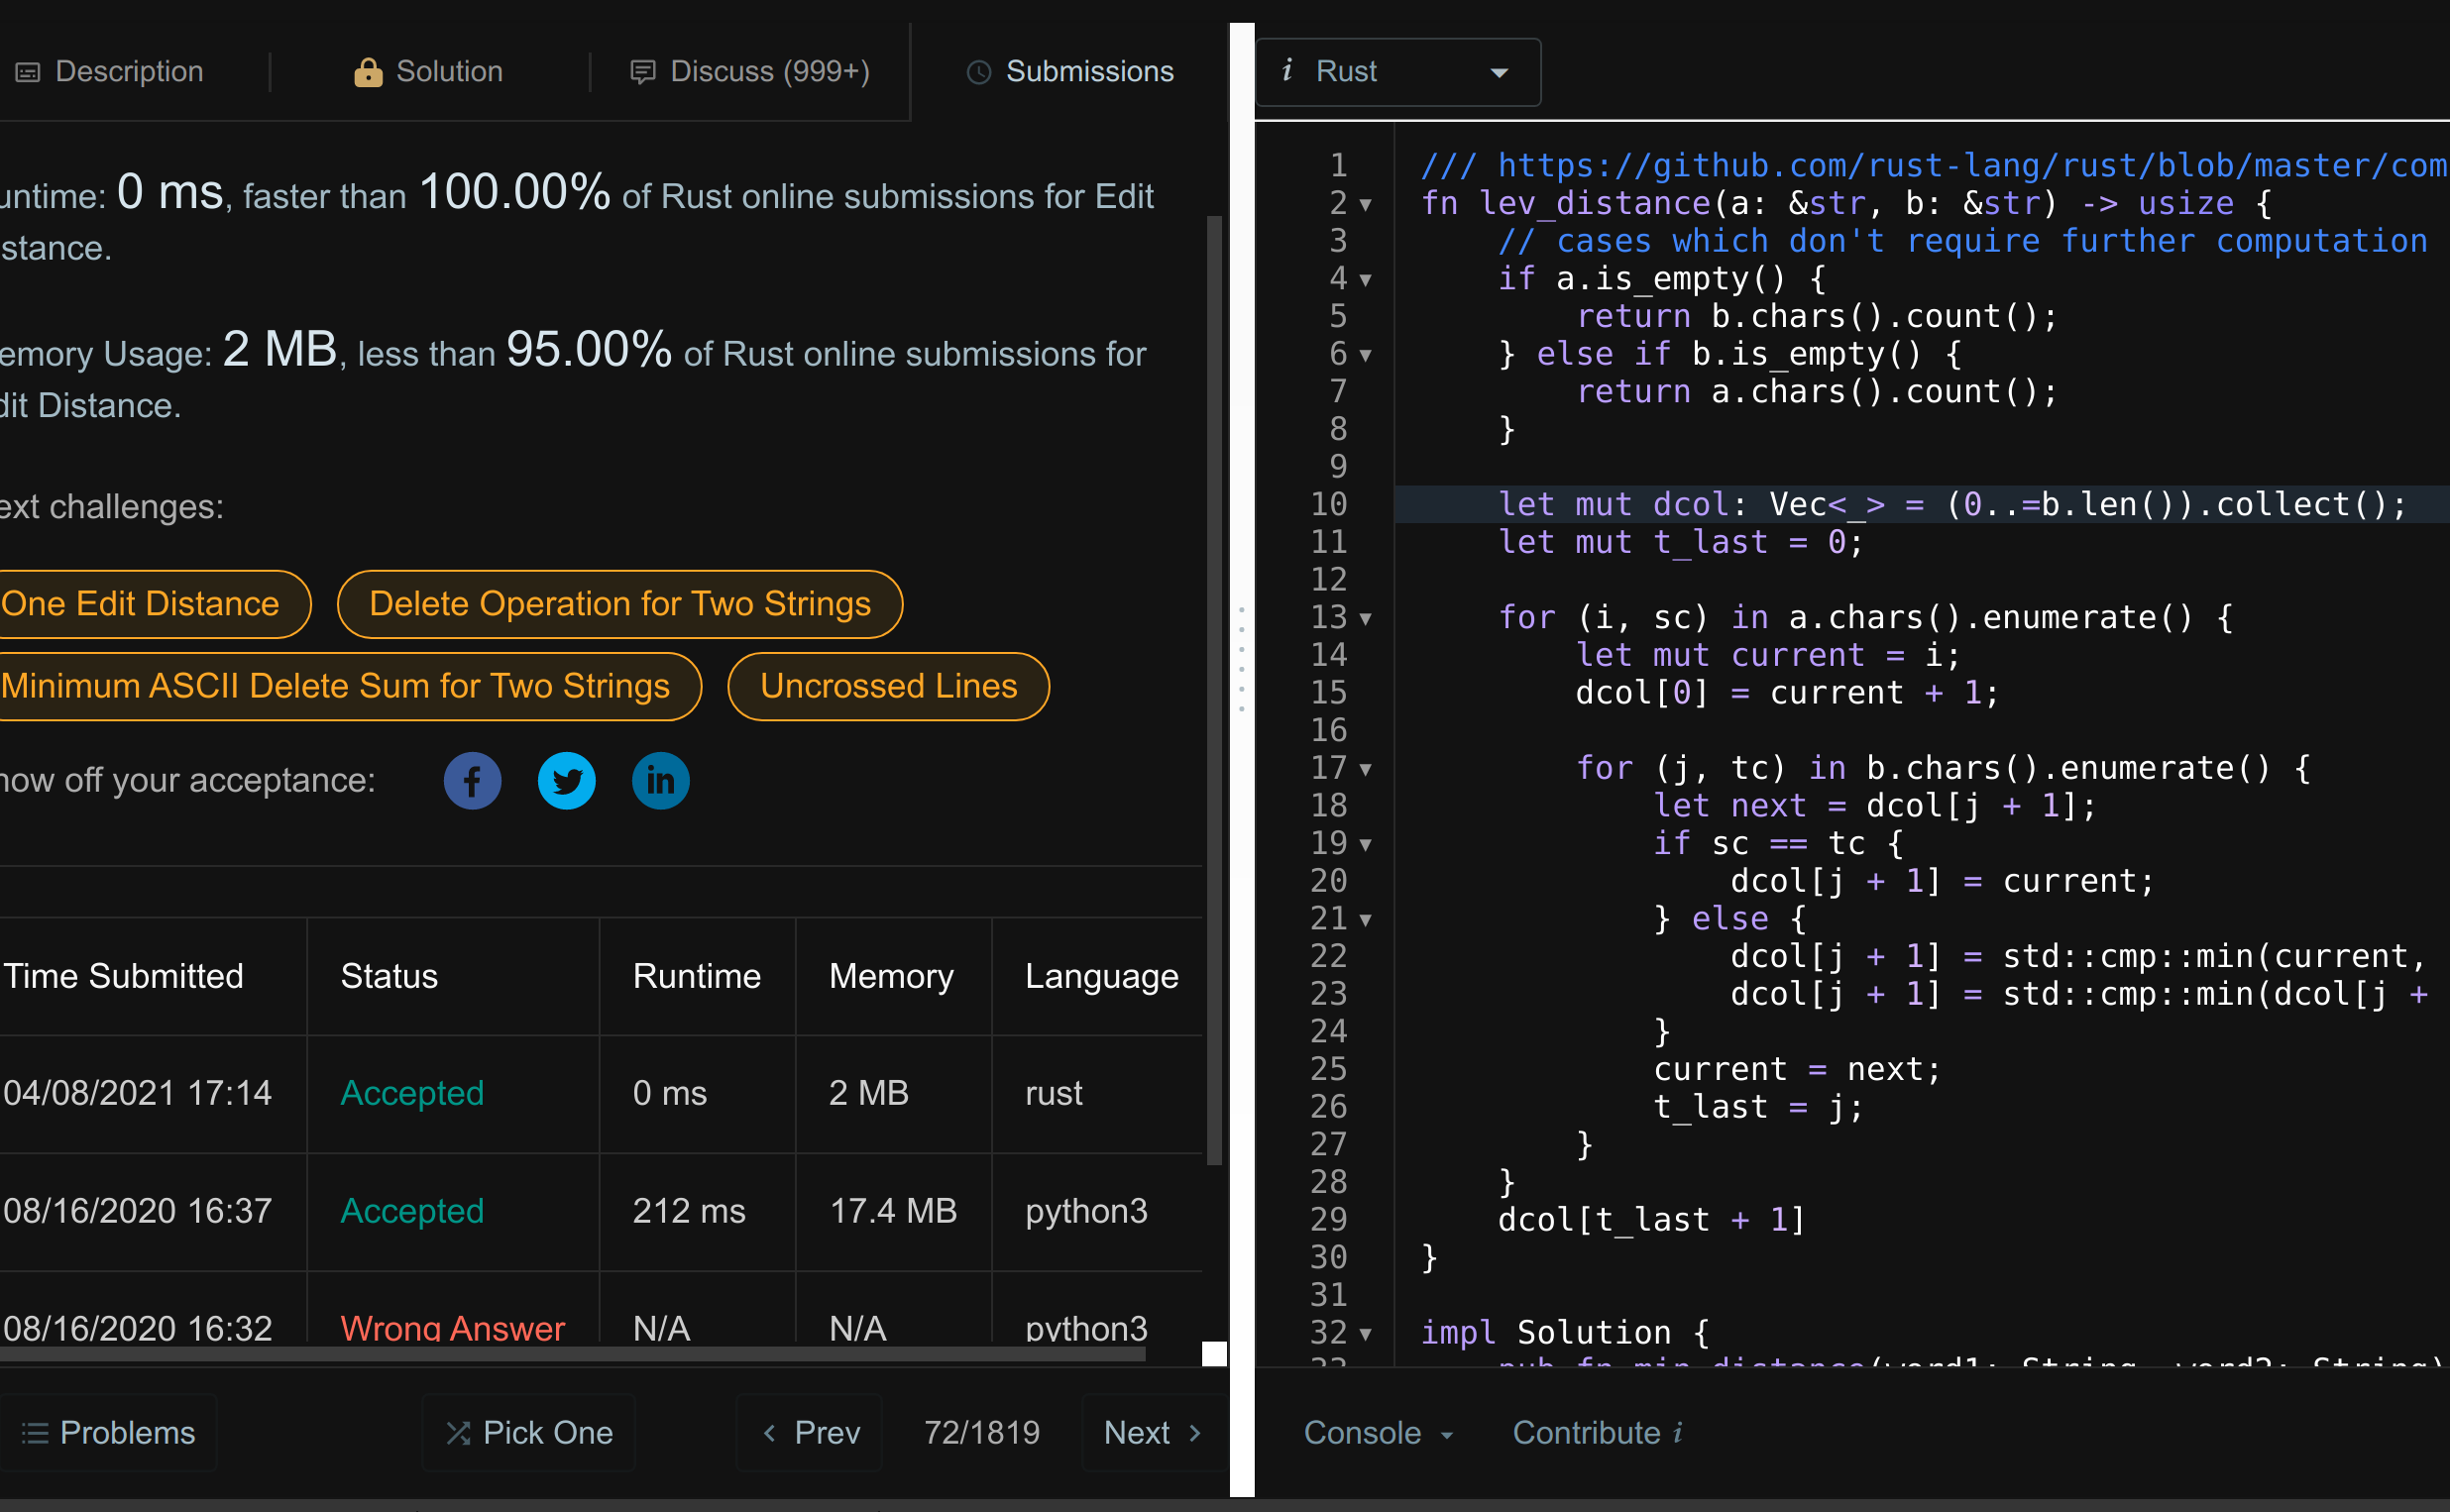 Description
Solution
Discuss (999+)
Submissions
untime: 0 ms, faster than 100.00% of Rust online submissions for Edit
stance.
emory Usage: 2 MB, less than 95.00% of Rust online submissions for
dit Distance.
ext challenges:
One Edit Distance
Delete Operation for Two Strings
Minimum ASCII Delete Sum for Two Strings
Uncrossed Lines
how off your acceptance:
Time Submitted Status Runtime Memory Language
04/08/2021 17:14 Accepted 0 ms 2 MB rust
08/16/2020 16:37 Accepted 212 ms 17.4 MB python3
08/16/2020 16:32 Wrong Answer N/A N/A python3
Problems
Pick One
Prev
72/1819
Next
i Rust
1 /// https://github.com/rust-lang/rust/blob/master/com
2 fn lev_distance(a: &str, b: &str) -> usize {
3 // cases which don't require further computation
4 if a.is_empty() {
5 return b.chars().count();
6 } else if b.is_empty() {
7 return a.chars().count();
8 }
9
10 let mut dcol: Vec<_> = (0..=b.len()).collect();
11 let mut t_last = 0;
12
13 for (i, sc) in a.chars().enumerate() {
14 let mut current = i;
15 dcol[0] = current + 1;
16
17 for (j, tc) in b.chars().enumerate() {
18 let next = dcol[j + 1];
19 if sc == tc {
20 dcol[j + 1] = current;
21 } else {
22 dcol[j + 1] = std::cmp::min(current,
23 dcol[j + 1] = std::cmp::min(dcol[j +
24 }
25 current = next;
26 t_last = j;
27 }
28 }
29 dcol[t_last + 1]
30 }
31
32 impl Solution {
33 pub fn min_distance(word1: String, word2: String)
Console
Contribute i